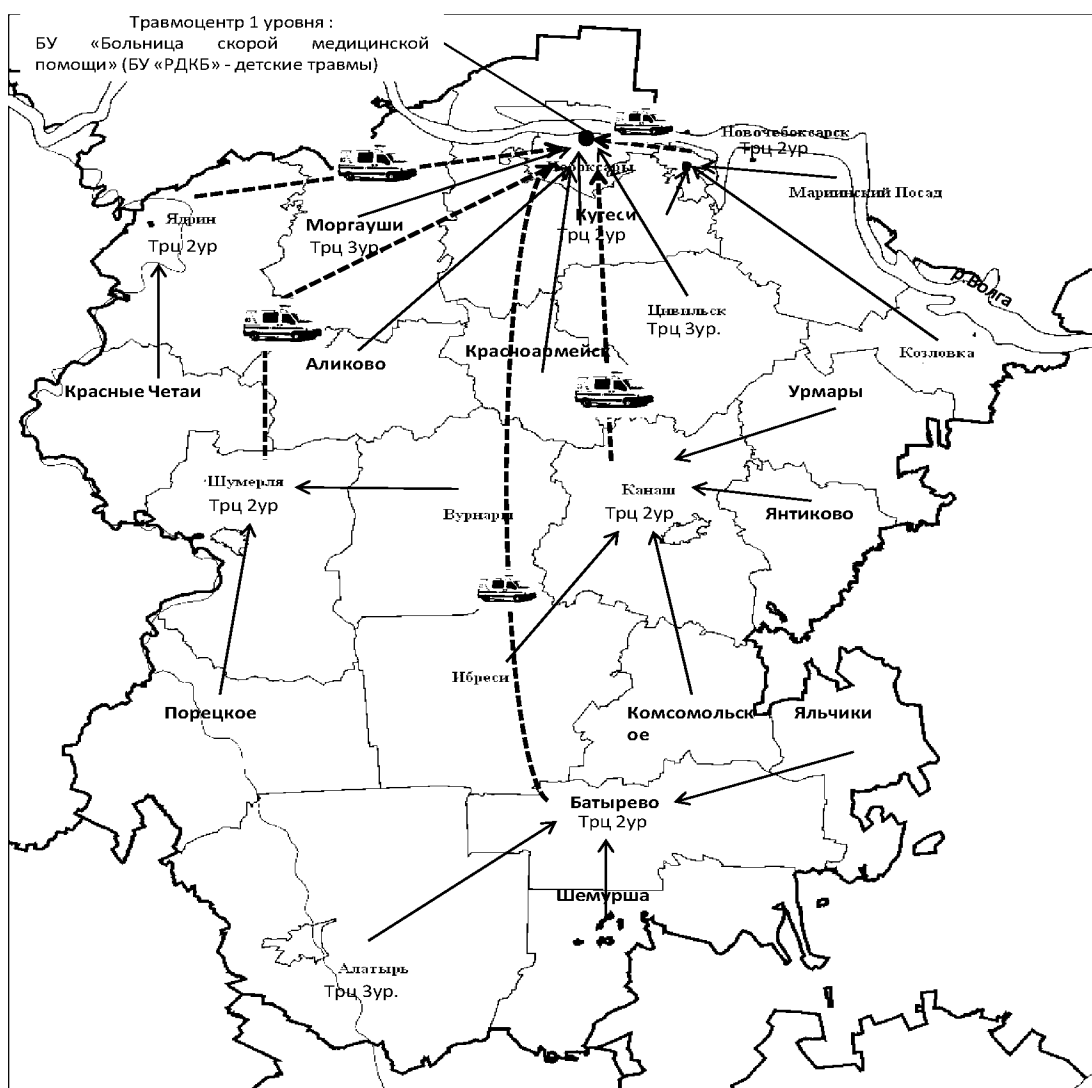 Травмоцентр 1 уровня :
БУ «Больница скорой медицинской
помощи» (БУ «РДКБ» - детские травмы)
Новочебоксарск
Трц 2ур
Мариинский Посад
Ядрин
Трц 2ур
Моргауши
Трц 3ур.
Кугеси
р.Волга
Цивильск
Трц 3ур.
Козловка
Аликово
Красноармейск
Красные Четаи
Урмары
Шумерля
Трц 2ур
Вурнары
Канаш
Трц 2ур
Янтиково
Ибреси
Порецкое
Комсомольск
ое
Яльчики
Батырево
Трц 2ур
Шемурша
Алатырь
Трц 3ур.